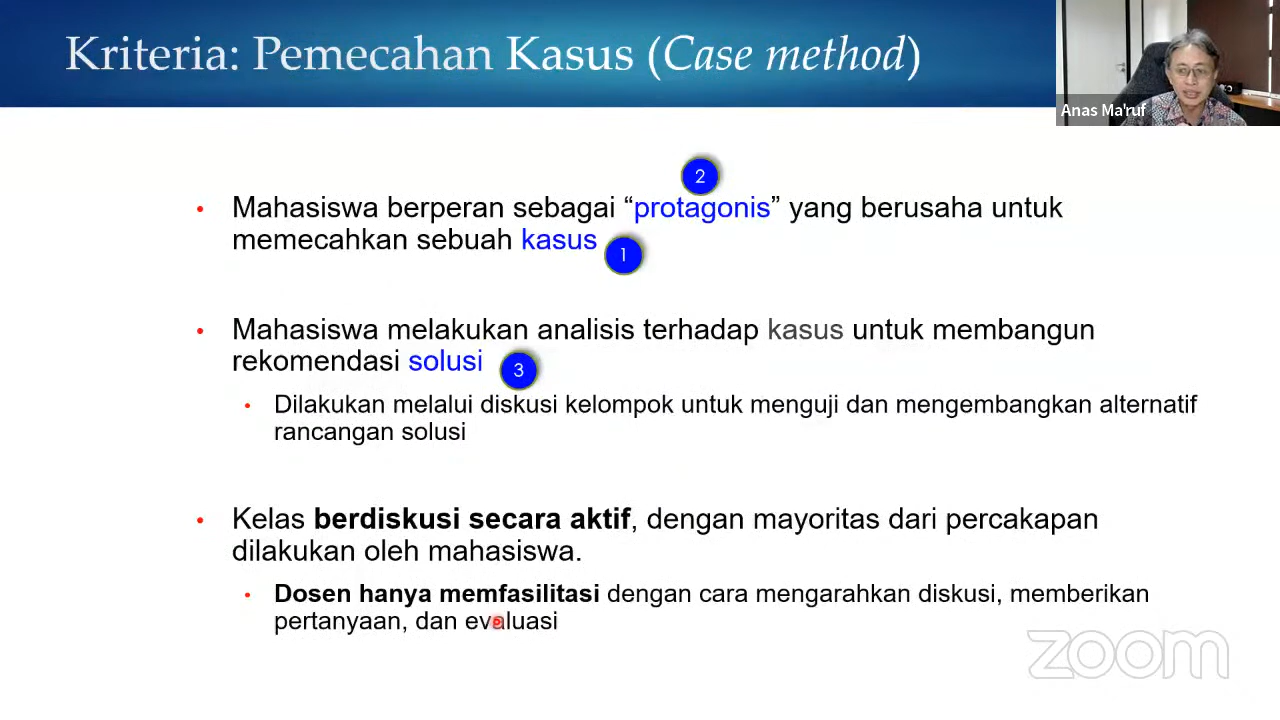 Kriteria: Pemecahan Kasus (Case method)
Anas Ma'ruf
2
• Mahasiswa berperan sebagai “protagonis” yang berusaha untuk
memecahkan sebuah kasus
1
• Mahasiswa melakukan analisis terhadap kasus untuk membangun
rekomendasi solusi
3
• Dilakukan melalui diskusi kelompok untuk menguji dan mengembangkan alternatif
rancangan solusi
• Kelas berdiskusi secara aktif, dengan mayoritas dari percakapan
dilakukan oleh mahasiswa.
• Dosen hanya memfasilitasi dengan cara mengarahkan diskusi, memberikan
pertanyaan, dan evaluasi
zoom